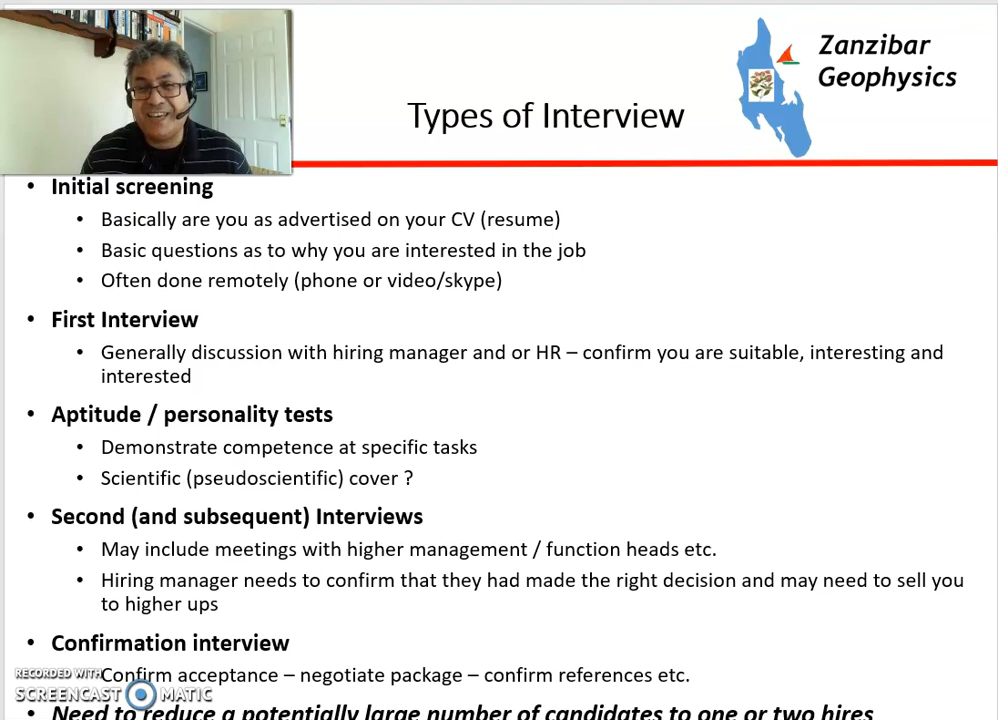 Zanzibar
Geophysics
Types of Interview
• Initial screening
• Basically are you as advertised on your CV (resume)
• Basic questions as to why you are interested in the job
• Often done remotely (phone or video/skype)
• First Interview
• Generally discussion with hiring manager and or HR – confirm you are suitable, interesting and
interested
• Aptitude / personality tests
• Demonstrate competence at specific tasks
• Scientific (pseudoscientific) cover ?
• Second (and subsequent) Interviews
• May include meetings with higher management / function heads etc.
• Hiring manager needs to confirm that they had made the right decision and may need to sell you
to higher ups
• Confirmation interview
Confirm acceptance – negotiate package – confirm references etc.
RECORDED WITH
SCREENCAST MATIC
• Need to reduce a potentially large number of candidates to one or two hires